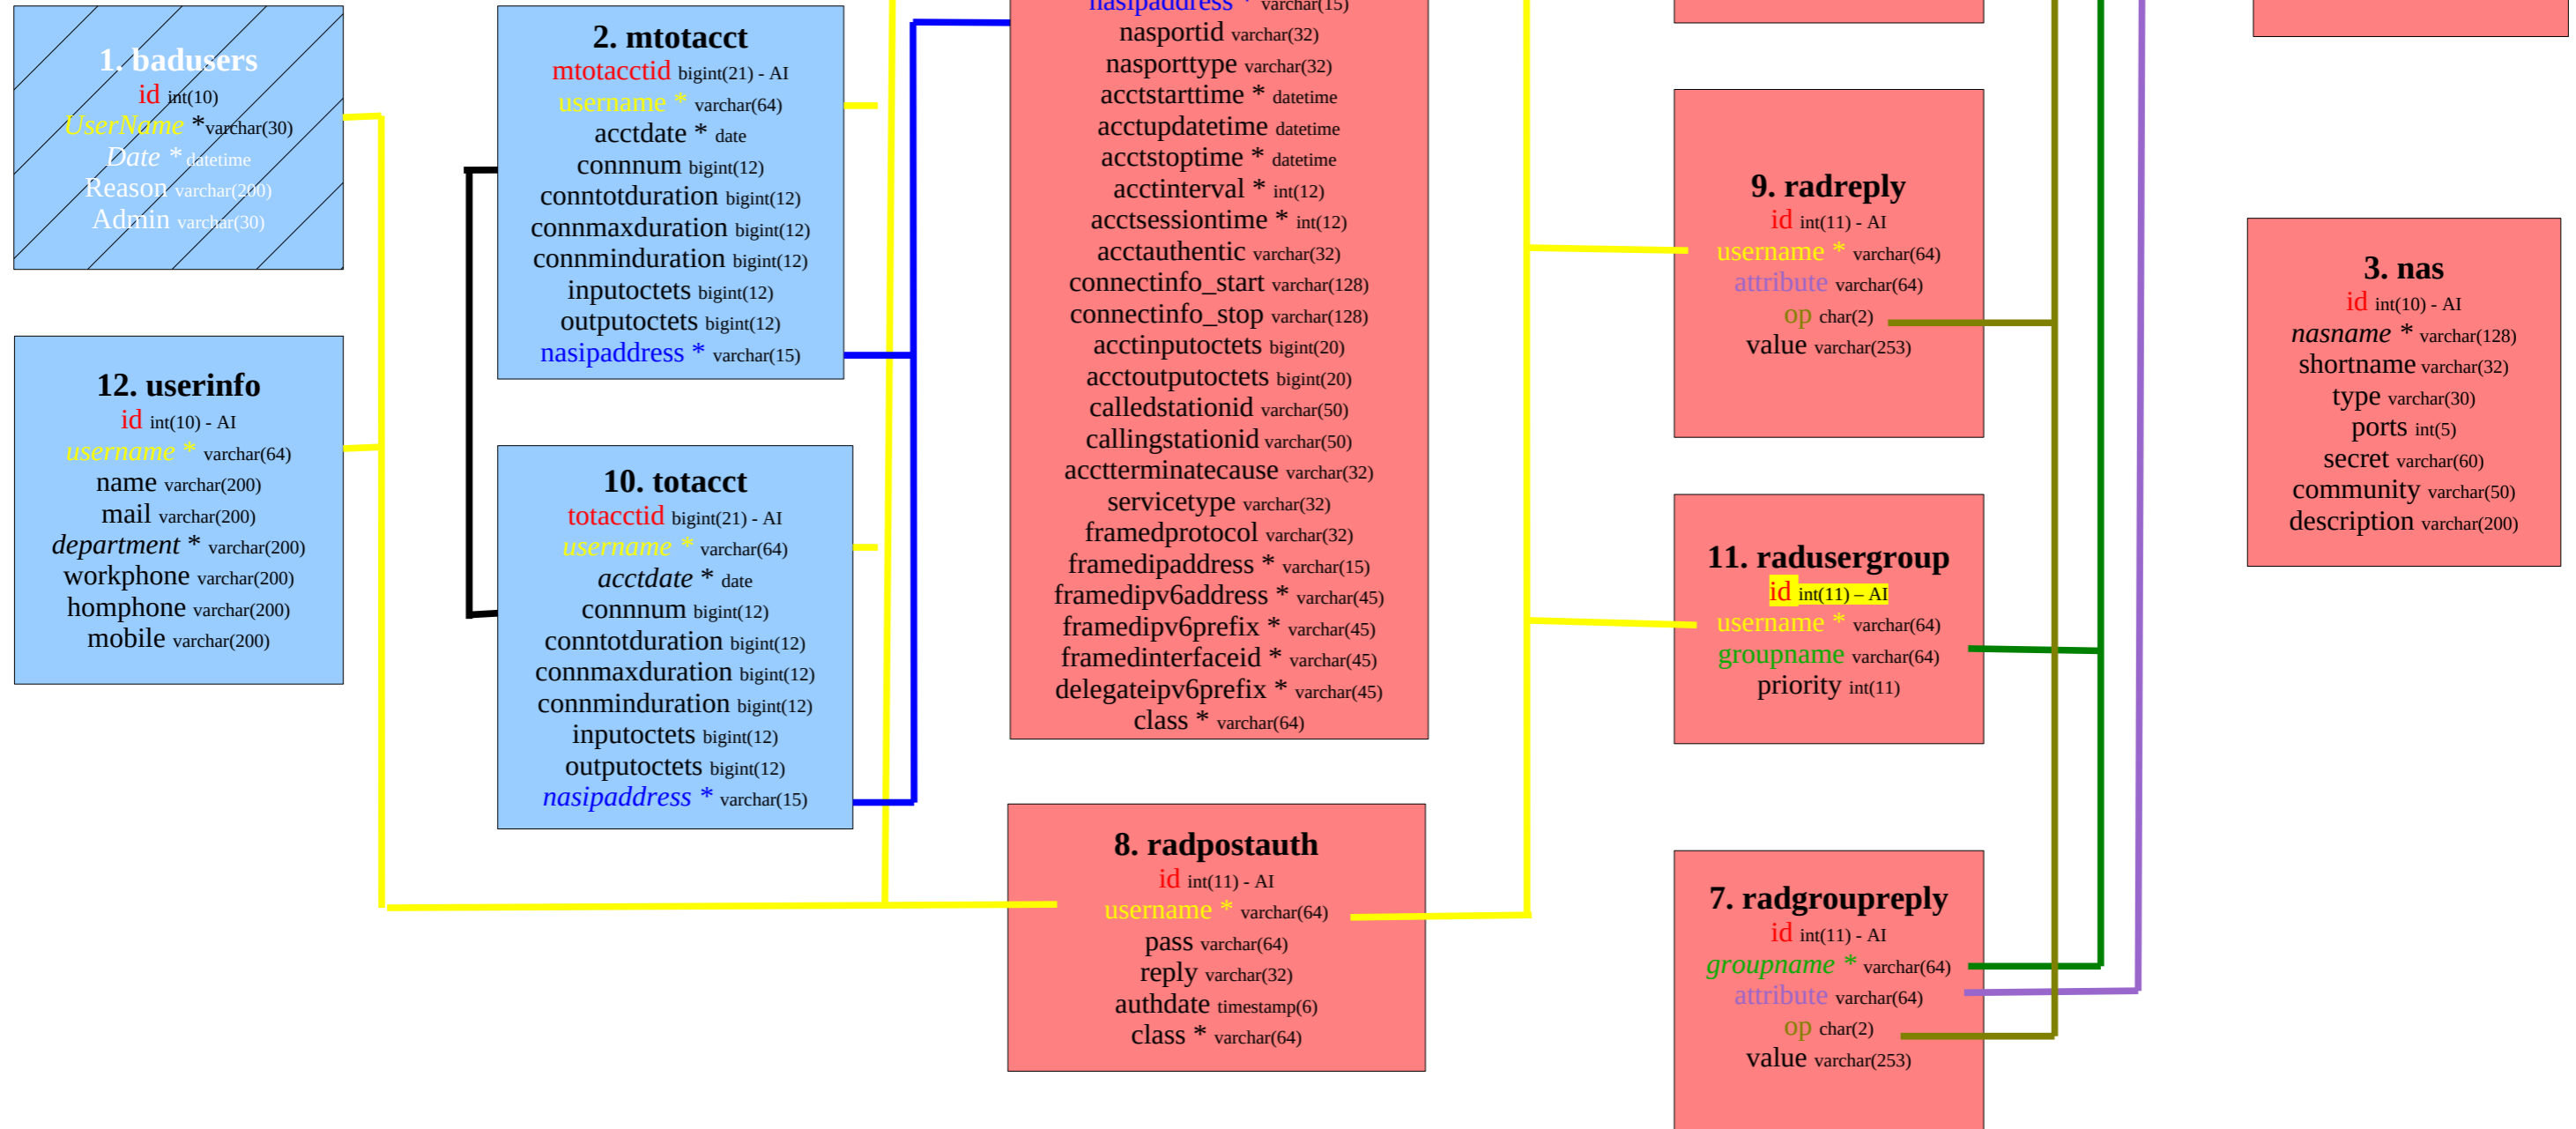 1. badusers
id int(10)
UserName *varchar(30)
Date * datetime
Reason varchar(200)
Admin varchar(30)
12. userinfo
id int(10) - AI
username * varchar(64)
name varchar(200)
mail varchar(200)
department * varchar(200)
workphone varchar(200)
homphone varchar(200)
mobile varchar(200)
2. mtotacct
mtotacctid bigint(21) - AI
username * varchar(64)
acctdate * date
connnum bigint(12)
conntotduration bigint(12)
connmaxduration bigint(12)
connminduration bigint(12)
inputoctets bigint(12)
outputoctets bigint(12)
nasipaddress * varchar(15)
10. totacct
totacctid bigint(21) - AI
username * varchar(64)
acctdate * date
connnum bigint(12)
conntotduration bigint(12)
connmaxduration bigint(12)
connminduration bigint(12)
inputoctets bigint(12)
outputoctets bigint(12)
nasipaddress * varchar(15)
nasipaddress * varchar(15)
nasportid varchar(32)
nasporttype varchar(32)
acctstarttime * datetime
acctupdatetime datetime
acctstoptime * datetime
acctinterval * int(12)
acctsessiontime * int(12)
acctauthentic varchar(32)
connectinfo_start varchar(128)
connectinfo_stop varchar(128)
acctinputoctets bigint(20)
acctoutputoctets bigint(20)
calledstationid varchar(50)
callingstationid varchar(50)
acctterminatecause varchar(32)
servicetype varchar(32)
framedprotocol varchar(32)
framedipaddress * varchar(15)
framedipv6address * varchar(45)
framedipv6prefix * varchar(45)
framedinterfaceid * varchar(45)
delegateipv6prefix * varchar(45)
class * varchar(64)
8. radpostauth
id int(11) - AI
username * varchar(64)
pass varchar(64)
reply varchar(32)
authdate timestamp(6)
class * varchar(64)
9. radreply
id int(11) - AI
username * varchar(64)
attribute varchar(64)
op char(2)
value varchar(253)
11. radusergroup
id int(11) – AI
username * varchar(64)
groupname varchar(64)
priority int(11)
7. radgroupreply
id int(11) - AI
groupname * varchar(64)
attribute varchar(64)
op char(2)
value varchar(253)
3. nas
id int(10) - AI
nasname * varchar(128)
shortname varchar(32)
type varchar(30)
ports int(5)
secret varchar(60)
community varchar(50)
description varchar(200)